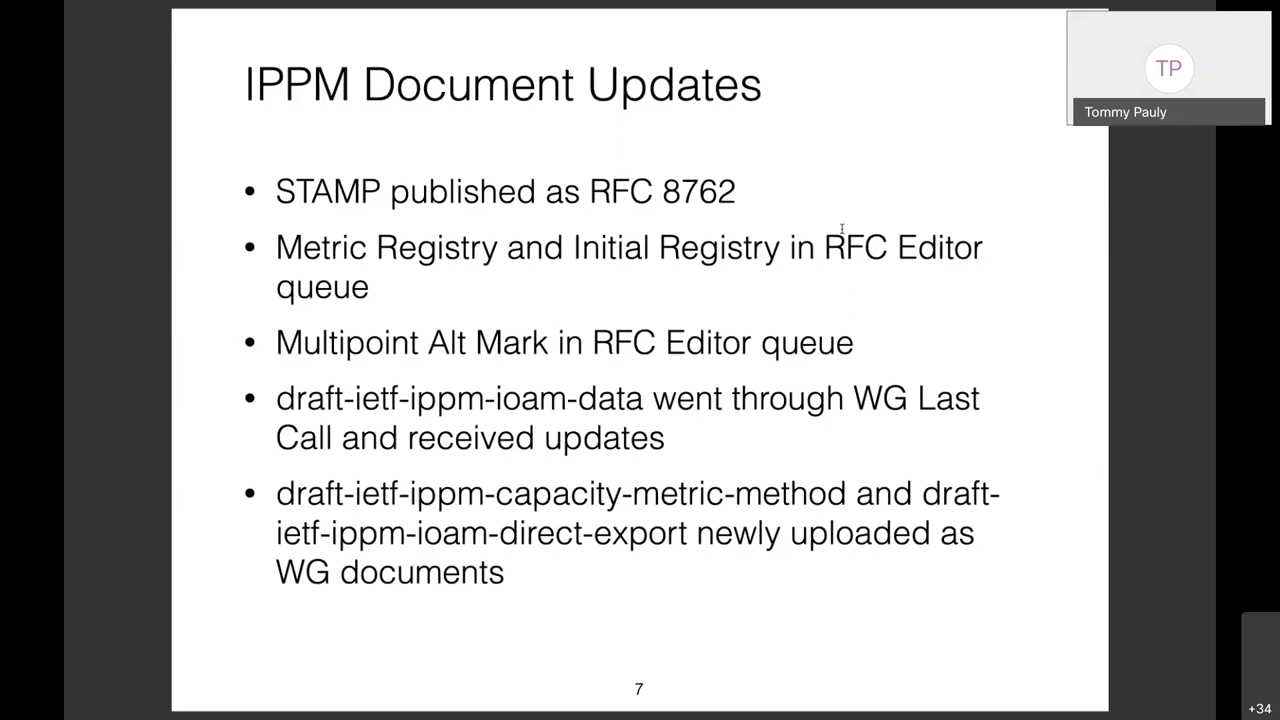 IPPM Document Updates
TP
Tommy Pauly
• STAMP published as RFC 8762
• Metric Registry and Initial Registry in RFC Editor
queue
• Multipoint Alt Mark in RFC Editor queue
• draft-ietf-ippm-ioam-data went through WG Last
Call and received updates
• draft-ietf-ippm-capacity-metric-method and draft-
ietf-ippm-ioam-direct-export newly uploaded as
WG documents
7
+34